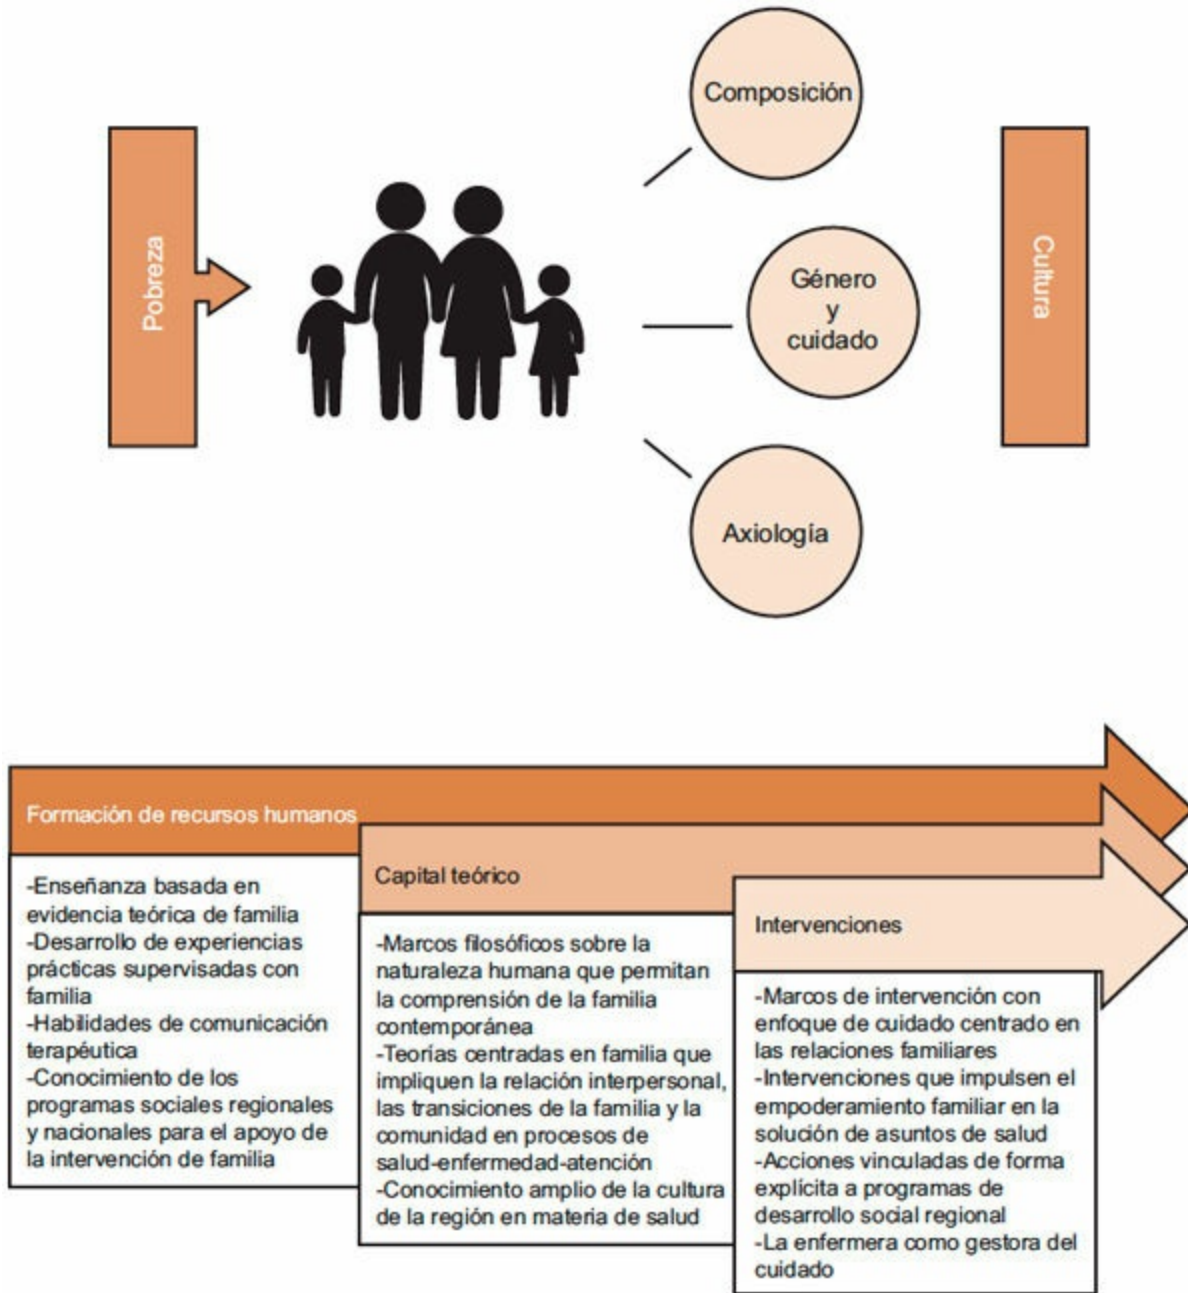 Composición
Pobreza
Género
y
cuidado
Cultura
Axiología
Formación de recursos humanos
-Enseñanza basada en
evidencia teórica de familia
-Desarrollo de experiencias
prácticas supervisadas con
familia
-Habilidades de comunicación
terapéutica
-Conocimiento de los
programas sociales regionales
y nacionales para el apoyo de
la intervención de familia
Capital teórico
-Marcos filosóficos sobre la
naturaleza humana que permitan
la comprensión de la familia
contemporánea
-Teorías centradas en familia que
impliquen la relación interpersonal,
las transiciones de la familia y la
comunidad en procesos de
salud-enfermedad-atención
-Conocimiento amplio de la cultura
de la región en materia de salud
Intervenciones
-Marcos de intervención con
enfoque de cuidado centrado en
las relaciones familiares
-Intervenciones que impulsen el
empoderamiento familiar en la
solución de asuntos de salud
-Acciones vinculadas de forma
explícita a programas de
desarrollo social regional
-La enfermera como gestora del
cuidado